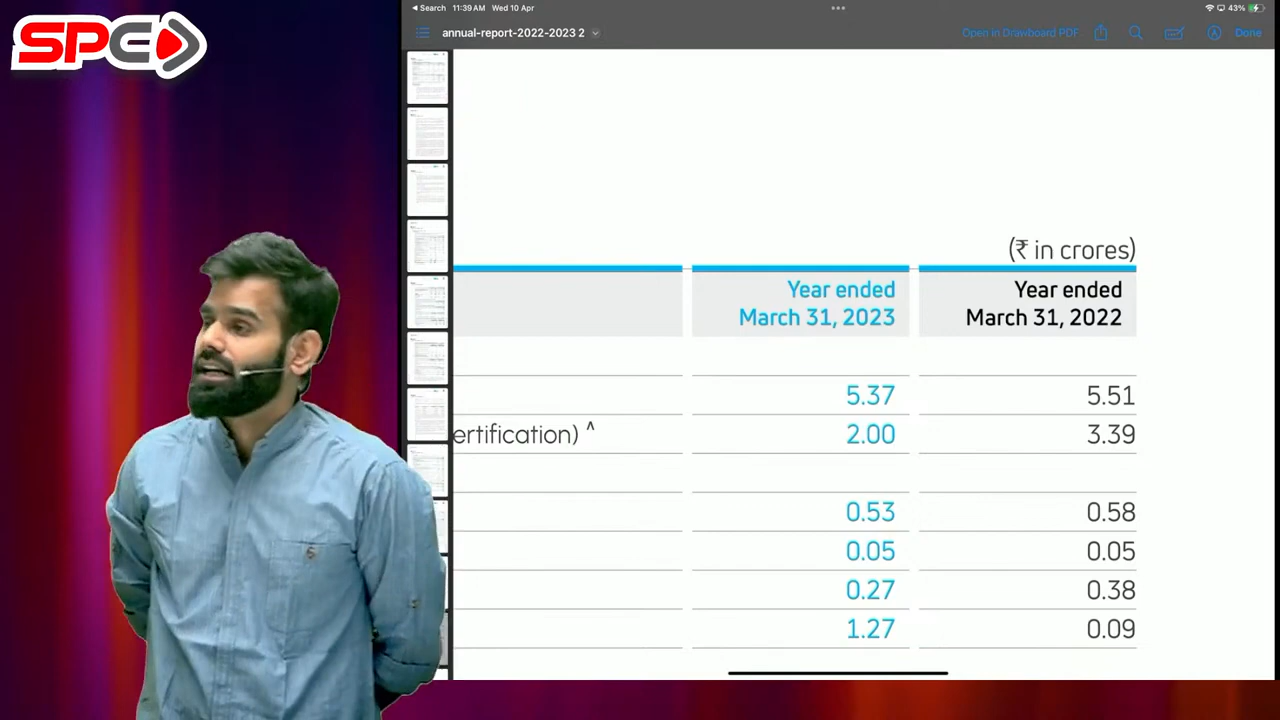 SPC
Search 11:39 AM Wed 10 Apr 43%
annual-report-2022-2023 2 Open in Drawboard PDF Done
(₹ in crores)
Year ended Year ended
March 31, 2023 March 31, 2022
5.37 5.51
ertification) ^ 2.00 3.39
0.53 0.58
0.05 0.05
0.27 0.38
1.27 0.09